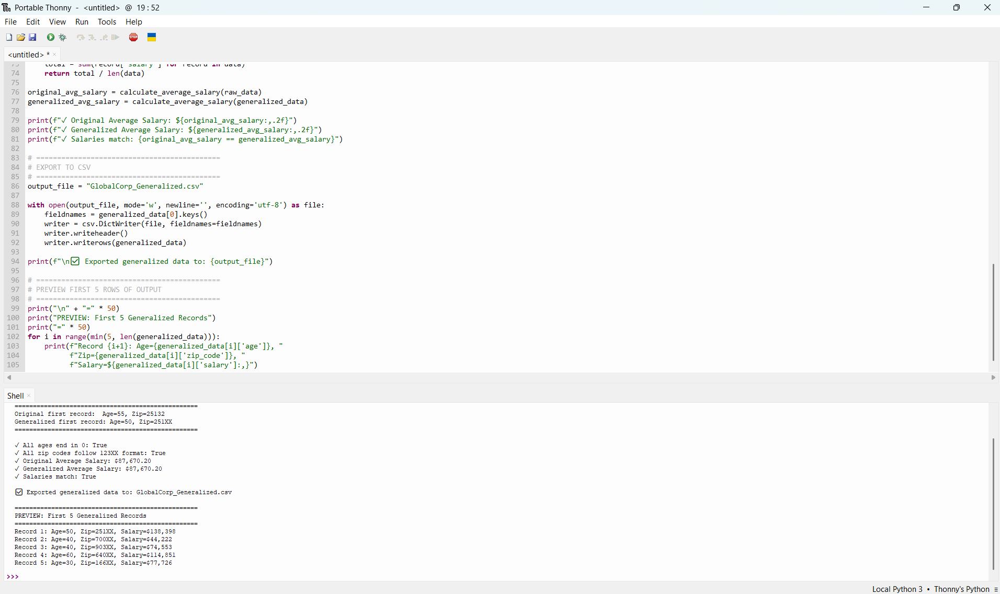 Portable Thonny - <untitled> @ 19:52
File Edit View Run Tools Help
STOP
<untitled> * ×
73     total = sum(record['salary'] for record in data)
74     return total / len(data)
75
76 original_avg_salary = calculate_average_salary(raw_data)
77 generalized_avg_salary = calculate_average_salary(generalized_data)
78
79 print(f"✓ Original Average Salary: ${original_avg_salary:,.2f}")
80 print(f"✓ Generalized Average Salary: ${generalized_avg_salary:,.2f}")
81 print(f"✓ Salaries match: {original_avg_salary == generalized_avg_salary}")
82
83 # ============================================
84 # EXPORT TO CSV
85 # ============================================
86 output_file = "GlobalCorp_Generalized.csv"
87
88 with open(output_file, mode='w', newline='', encoding='utf-8') as file:
89     fieldnames = generalized_data[0].keys()
90     writer = csv.DictWriter(file, fieldnames=fieldnames)
91     writer.writeheader()
92     writer.writerows(generalized_data)
93
94 print(f"\n☑ Exported generalized data to: {output_file}")
95
96 # ============================================
97 # PREVIEW FIRST 5 ROWS OF OUTPUT
98 # ============================================
99 print("\n" + "=" * 50)
100 print("PREVIEW: First 5 Generalized Records")
101 print("=" * 50)
102 for i in range(min(5, len(generalized_data))):
103     print(f"Record {i+1}: Age={generalized_data[i]['age']}, "
104           f"Zip={generalized_data[i]['zip_code']}, "
105           f"Salary=${generalized_data[i]['salary']:,}")
Shell ×
==================================================
Original first record:  Age=55, Zip=25132
Generalized first record: Age=50, Zip=251XX
==================================================
✓ All ages end in 0: True
✓ All zip codes follow 123XX format: True
✓ Original Average Salary: $87,670.20
✓ Generalized Average Salary: $87,670.20
✓ Salaries match: True
☑ Exported generalized data to: GlobalCorp_Generalized.csv
==================================================
PREVIEW: First 5 Generalized Records
==================================================
Record 1: Age=50, Zip=251XX, Salary=$138,398
Record 2: Age=40, Zip=700XX, Salary=$44,222
Record 3: Age=40, Zip=903XX, Salary=$74,553
Record 4: Age=60, Zip=640XX, Salary=$114,851
Record 5: Age=30, Zip=166XX, Salary=$77,726
>>>
Local Python 3 • Thonny's Python ≡